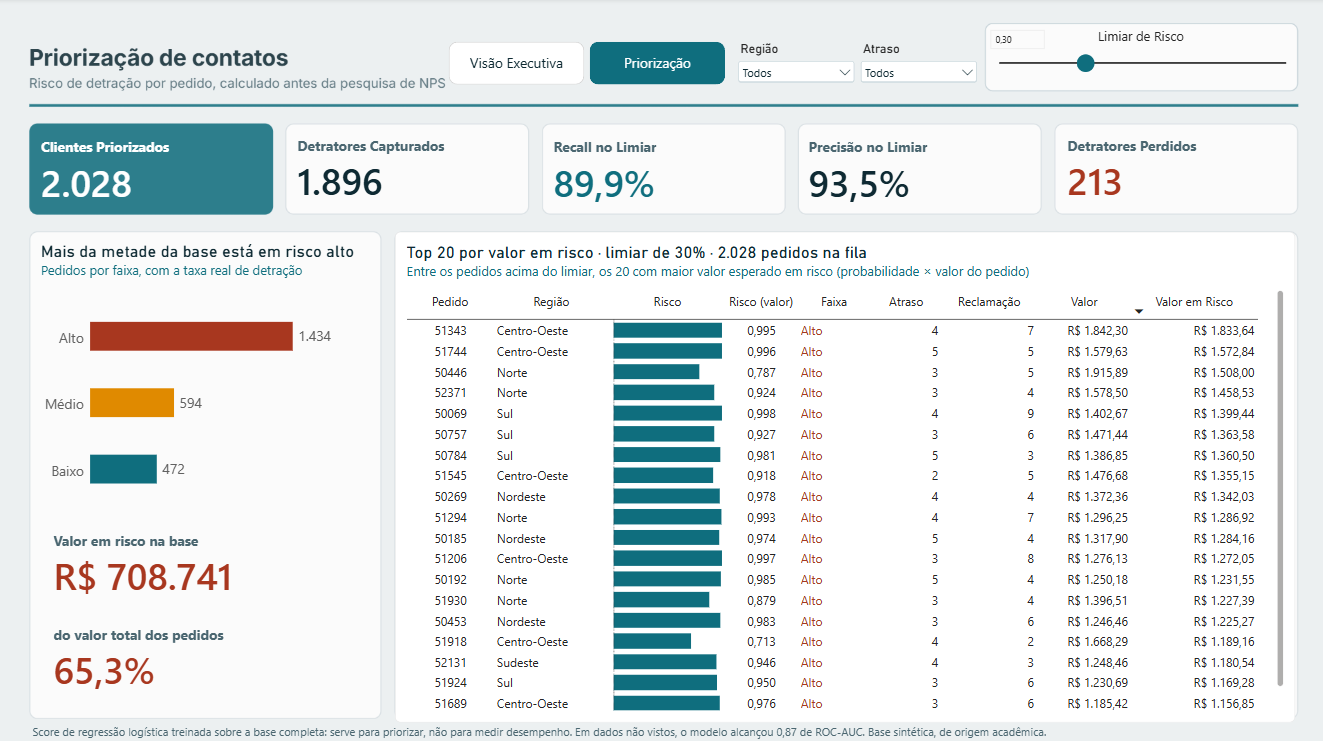 Priorização de contatos
Risco de detração por pedido, calculado antes da pesquisa de NPS
Visão Executiva
Priorização
Região
Todos
Atraso
Todos
0,30
Limiar de Risco
Clientes Priorizados
2.028
Detratores Capturados
1.896
Recall no Limiar
89,9%
Precisão no Limiar
93,5%
Detratores Perdidos
213
Mais da metade da base está em risco alto
Pedidos por faixa, com a taxa real de detração
Alto 1.434
Médio 594
Baixo 472
Valor em risco na base
R$ 708.741
do valor total dos pedidos
65,3%
Top 20 por valor em risco · limiar de 30% · 2.028 pedidos na fila
Entre os pedidos acima do limiar, os 20 com maior valor esperado em risco (probabilidade × valor do pedido)
Pedido Região Risco Risco (valor) Faixa Atraso Reclamação Valor Valor em Risco
51343 Centro-Oeste 0,995 Alto 4 7 R$ 1.842,30 R$ 1.833,64
51744 Centro-Oeste 0,996 Alto 5 5 R$ 1.579,63 R$ 1.572,84
50446 Norte 0,787 Alto 3 5 R$ 1.915,89 R$ 1.508,00
52371 Norte 0,924 Alto 3 4 R$ 1.578,50 R$ 1.458,53
50069 Sul 0,998 Alto 4 9 R$ 1.402,67 R$ 1.399,44
50757 Sul 0,927 Alto 3 6 R$ 1.471,44 R$ 1.363,58
50784 Sul 0,981 Alto 5 3 R$ 1.386,85 R$ 1.360,50
51545 Centro-Oeste 0,918 Alto 2 5 R$ 1.476,68 R$ 1.355,15
50269 Nordeste 0,978 Alto 4 4 R$ 1.372,36 R$ 1.342,03
51294 Norte 0,993 Alto 4 7 R$ 1.296,25 R$ 1.286,92
50185 Nordeste 0,974 Alto 5 4 R$ 1.317,90 R$ 1.284,16
51206 Centro-Oeste 0,997 Alto 3 8 R$ 1.276,13 R$ 1.272,05
50192 Norte 0,985 Alto 5 4 R$ 1.250,18 R$ 1.231,55
51930 Norte 0,879 Alto 3 4 R$ 1.396,51 R$ 1.227,39
50453 Nordeste 0,983 Alto 3 6 R$ 1.246,46 R$ 1.225,27
51918 Centro-Oeste 0,713 Alto 4 2 R$ 1.668,29 R$ 1.189,16
52131 Sudeste 0,946 Alto 4 3 R$ 1.248,46 R$ 1.180,54
51924 Sul 0,950 Alto 3 6 R$ 1.230,69 R$ 1.169,28
51689 Centro-Oeste 0,976 Alto 3 6 R$ 1.185,42 R$ 1.156,85
Score de regressão logística treinada sobre a base completa: serve para priorizar, não para medir desempenho. Em dados não vistos, o modelo alcançou 0,87 de ROC-AUC. Base sintética, de origem acadêmica.